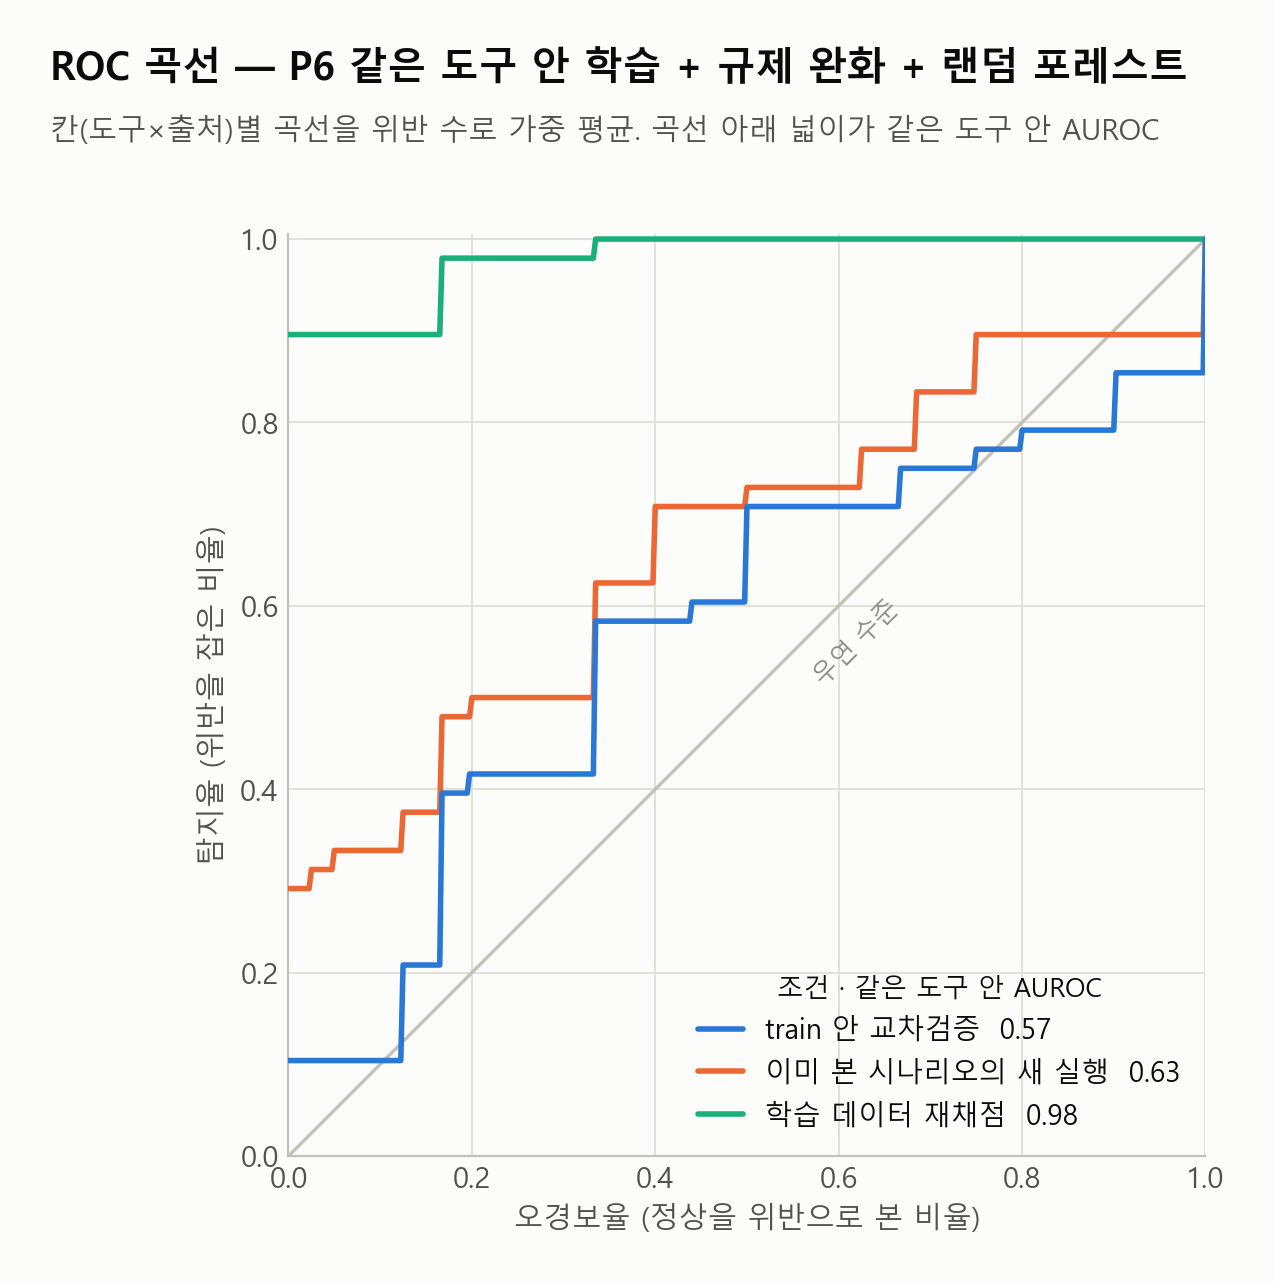 ROC 곡선 — P6 같은 도구 안 학습 + 규제 완화 + 랜덤 포레스트
칸(도구×출처)별 곡선을 위반 수로 가중 평균. 곡선 아래 넓이가 같은 도구 안 AUROC
탐지율 (위반을 잡은 비율)
1.0
0.8
0.6
0.4
0.2
0.0
우연 수준
조건 · 같은 도구 안 AUROC
train 안 교차검증 0.57
이미 본 시나리오의 새 실행 0.63
학습 데이터 재채점 0.98
0.0 0.2 0.4 0.6 0.8 1.0
오경보율 (정상을 위반으로 본 비율)